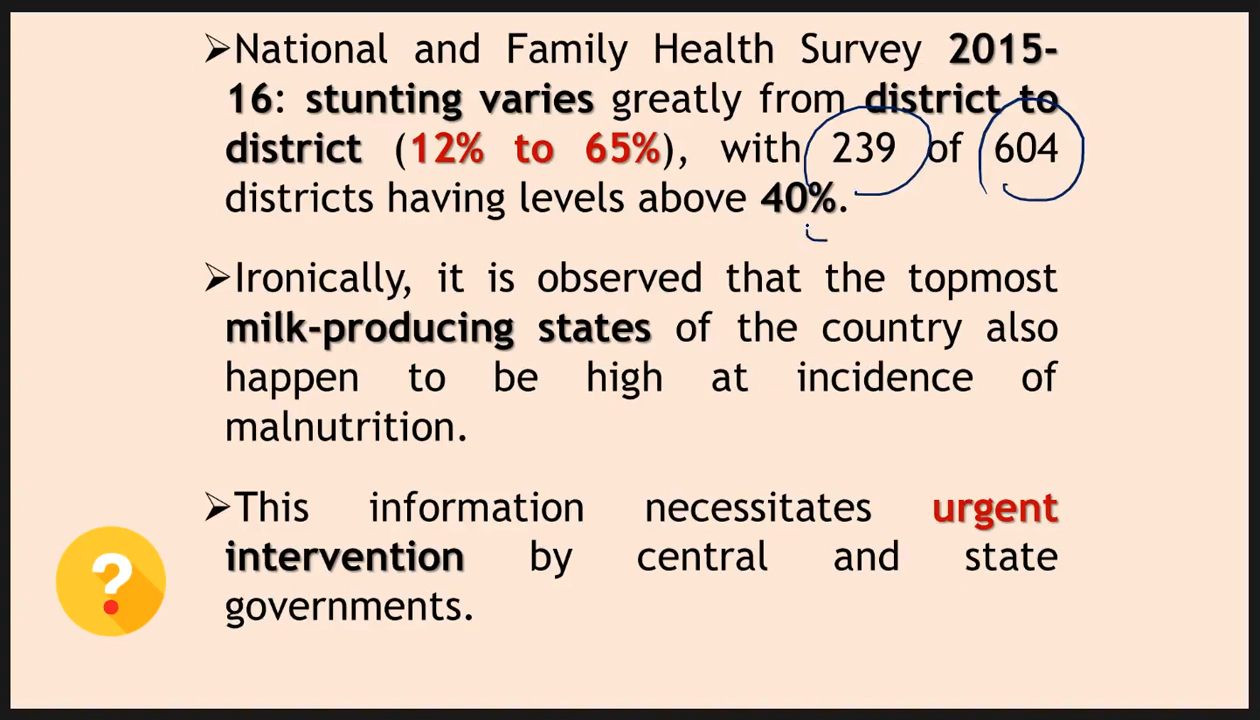 ➢National and Family Health Survey 2015-
16: stunting varies greatly from district to
district (12% to 65%), with 239 of 604
districts having levels above 40%.
➢Ironically, it is observed that the topmost
milk-producing states of the country also
happen to be high at incidence of
malnutrition.
➢This information necessitates urgent
intervention by central and state
governments.
?